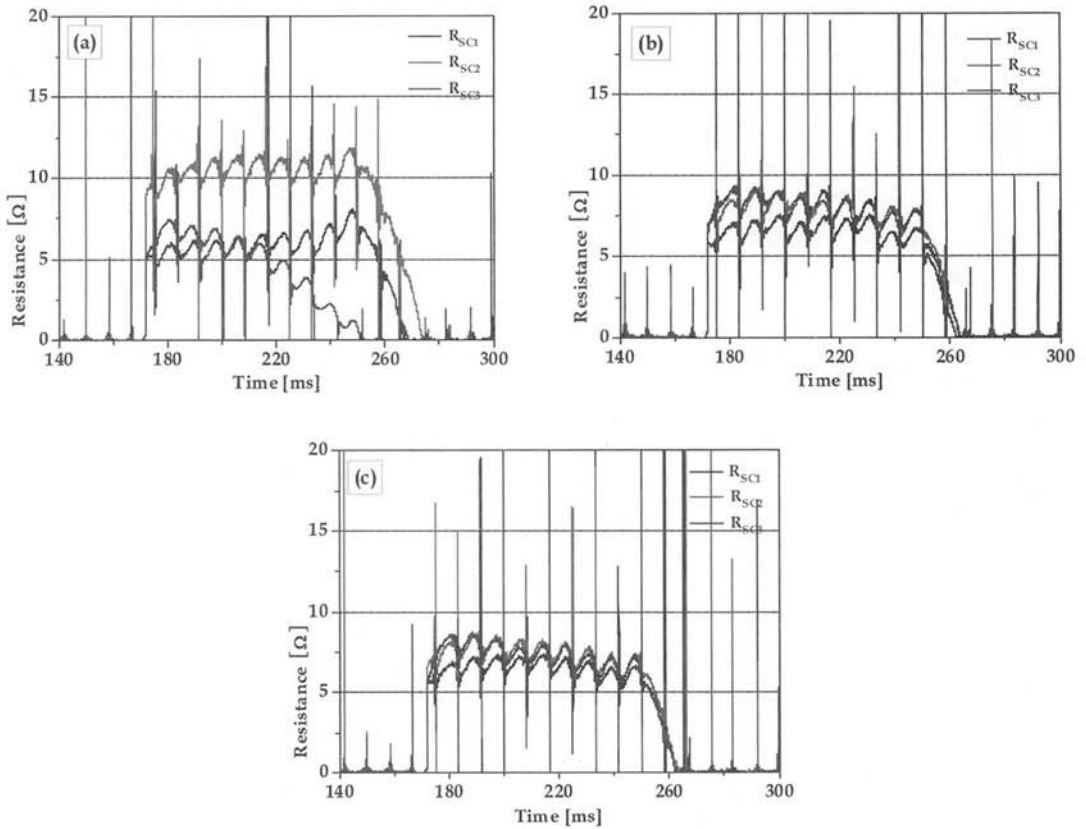 (a)
R_SC1
R_SC2
R_SC3
20
15
10
5
0
Resistance [Ω]
140 180 220 260 300
Time [ms]
(b)
R_SC1
R_SC2
R_SC3
20
15
10
5
0
Resistance [Ω]
140 180 220 260 300
Time [ms]
(c)
R_SC1
R_SC2
R_SC3
20
15
10
5
0
Resistance [Ω]
140 180 220 260 300
Time [ms]